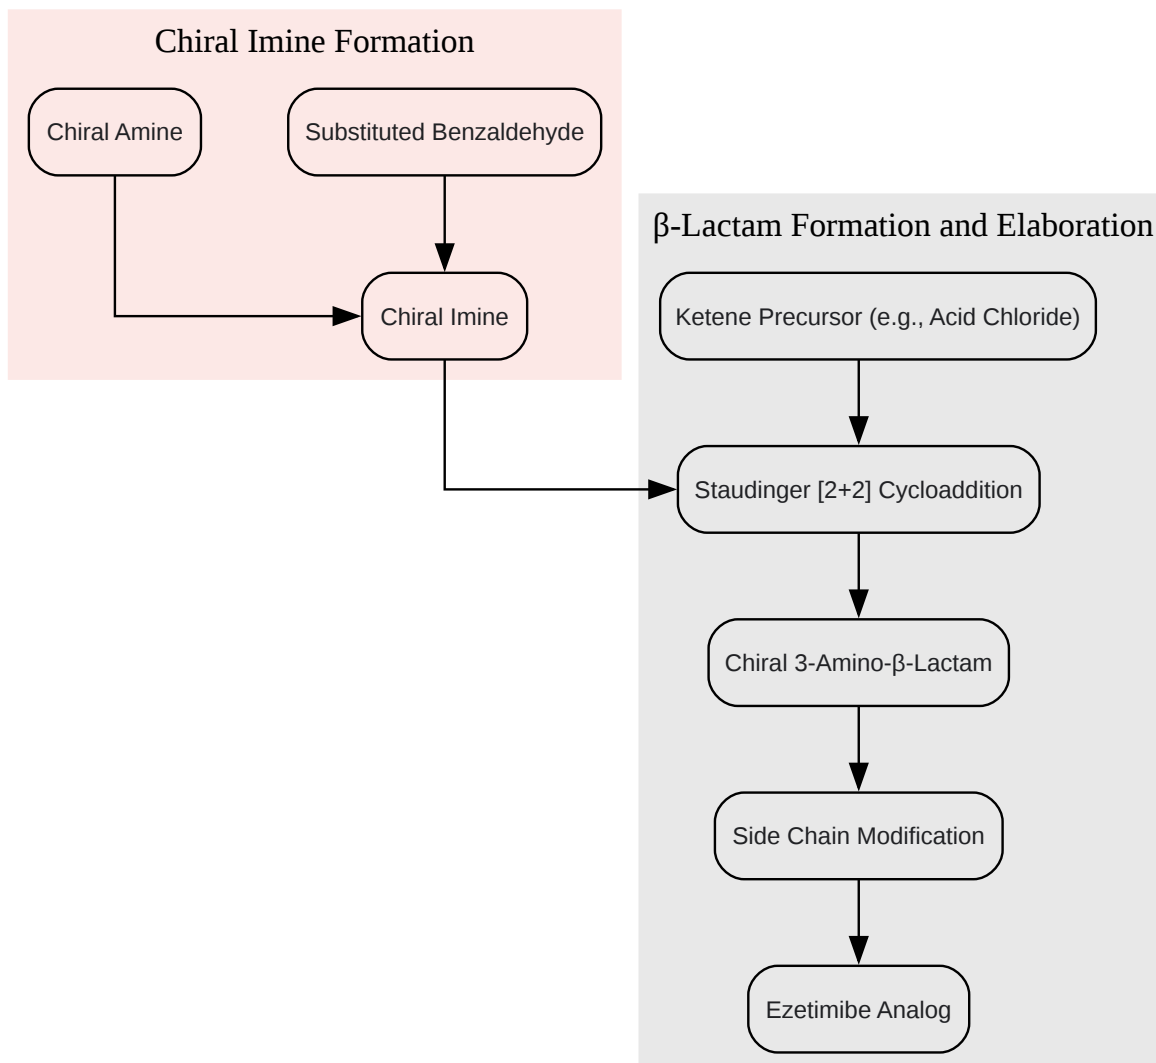 Chiral Imine Formation
Chiral Amine
Substituted Benzaldehyde
Chiral Imine
β-Lactam Formation and Elaboration
Ketene Precursor (e.g., Acid Chloride)
Staudinger [2+2] Cycloaddition
Chiral 3-Amino-β-Lactam
Side Chain Modification
Ezetimibe Analog